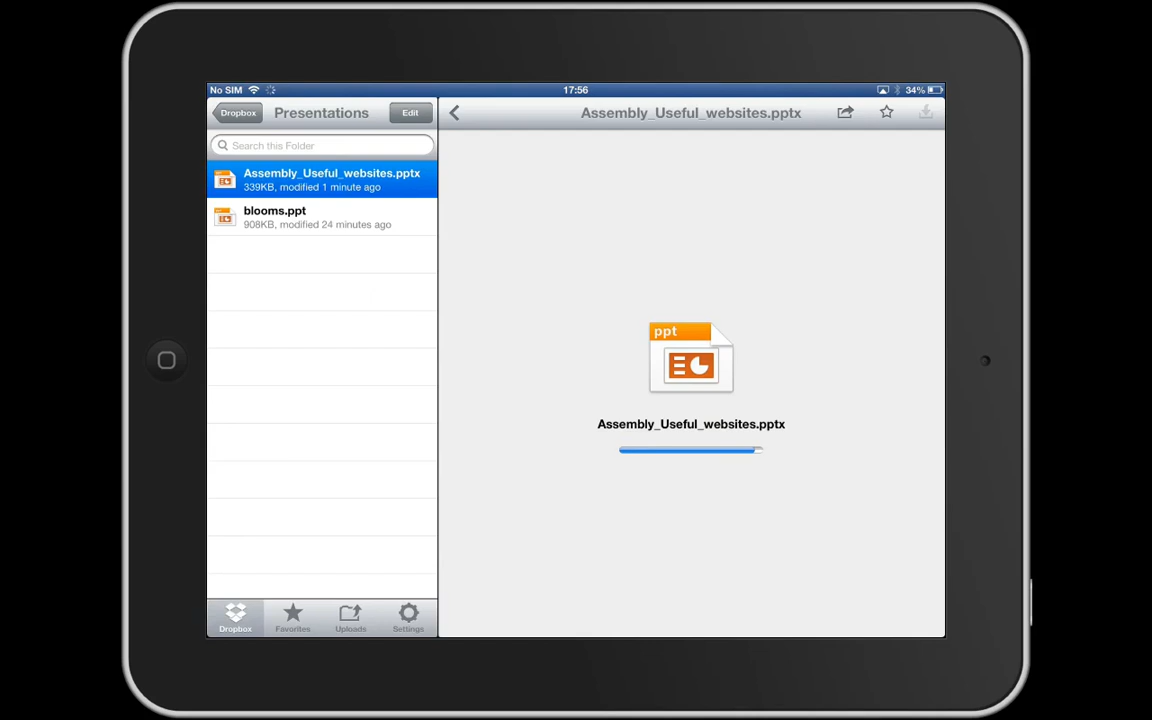 No SIM
17:56
34%
Dropbox
Presentations
Edit
Assembly_Useful_websites.pptx
Search this Folder
Assembly_Useful_websites.pptx
339KB, modified 1 minute ago
blooms.ppt
908KB, modified 24 minutes ago
ppt
Assembly_Useful_websites.pptx
Dropbox
Favorites
Uploads
Settings